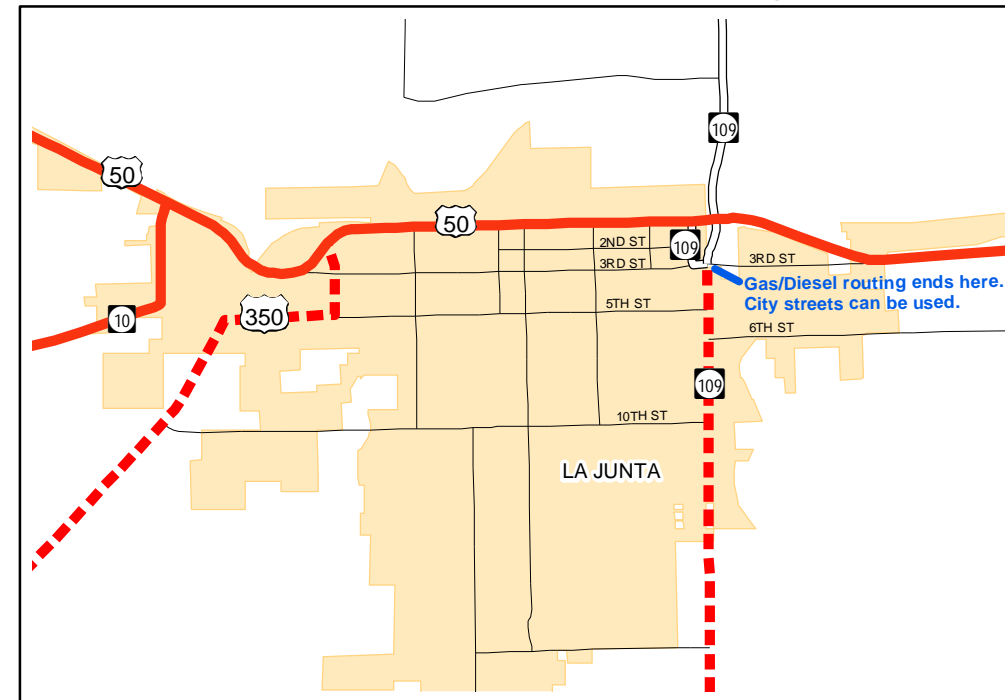 109
50
50
2ND ST
109
3RD ST
3RD ST
Gas/Diesel routing ends here.
City streets can be used.
10
350
5TH ST
6TH ST
109
10TH ST
LA JUNTA